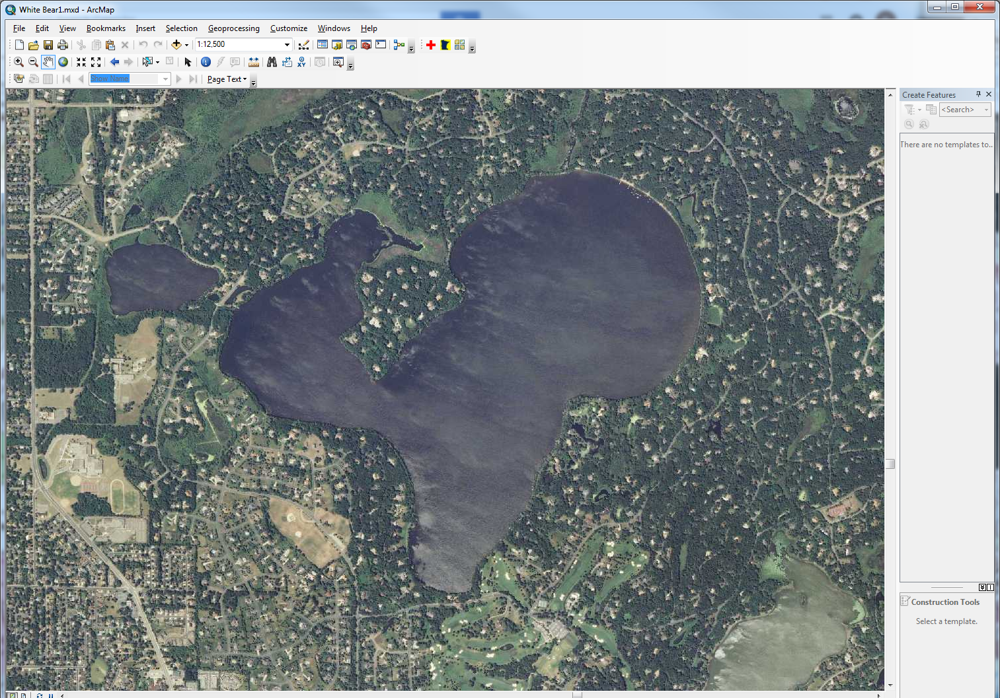 White Bear1.mxd - ArcMap
File Edit View Bookmarks Insert Selection Geoprocessing Customize Windows Help
1:12,500
XY
Show Name Page Text
Create Features
<Search>
There are no templates to..
Construction Tools
Select a template.